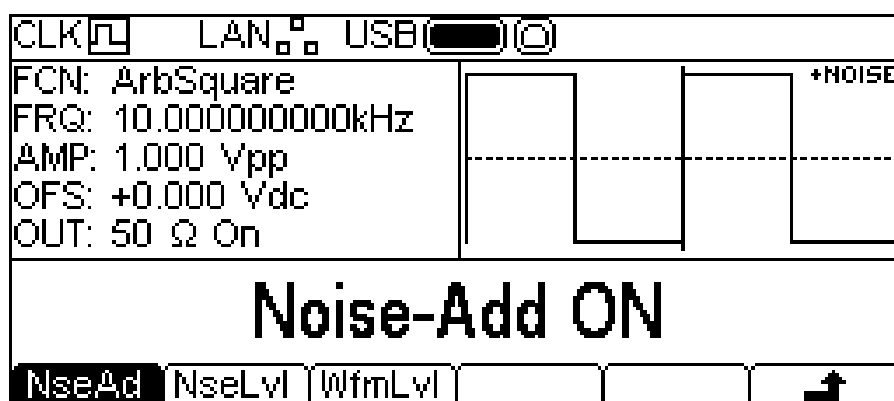 CLK LAN USB
FCN: ArbSquare
FRQ: 10.000000000kHz
AMP: 1.000 Vpp
OFS: +0.000 Vdc
OUT: 50 Ω On
+NOISE
Noise-Add ON
NseAd NseLvl WfmLvl